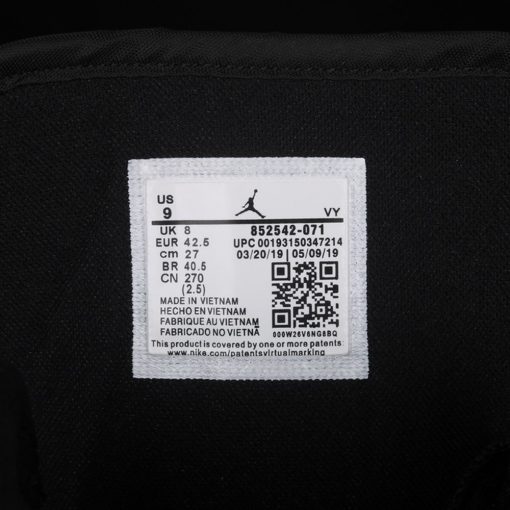 US
9 VY
UK 8 852542-071
EUR 42.5 UPC 00193150347214
cm 27 03/20/19 05/09/19
BR 40.5
CN 270
(2.5)
MADE IN VIETNAM
HECHO EN VIETNAM
FABRIQUE AU VIETNAM
FABRICADO NO VIETNÃ
000W26V6NG8BQ
This product is covered by one or more patents
www.nike.com/patentsvirtualmarking